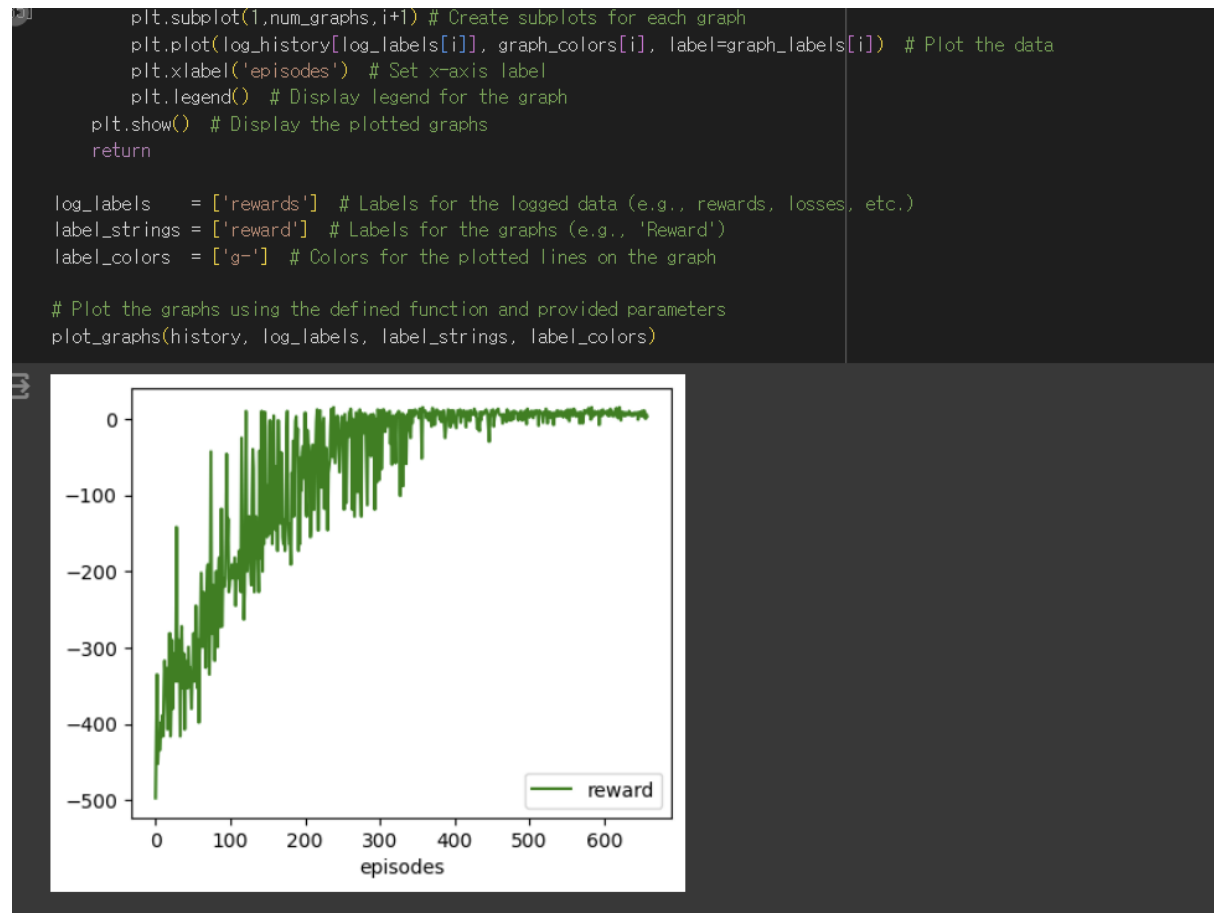 plt.subplot(1,num_graphs,i+1) # Create subplots for each graph
plt.plot(log_history[log_labels[i]], graph_colors[i], label=graph_labels[i])  # Plot the data
plt.xlabel('episodes')  # Set x-axis label
plt.legend()  # Display legend for the graph
plt.show()  # Display the plotted graphs
return
log_labels    = ['rewards']  # Labels for the logged data (e.g., rewards, losses, etc.)
label_strings = ['reward']  # Labels for the graphs (e.g., 'Reward')
label_colors  = ['g-']  # Colors for the plotted lines on the graph
# Plot the graphs using the defined function and provided parameters
plot_graphs(history, log_labels, label_strings, label_colors)
0
−100
−200
−300
−400
−500
reward
0 100 200 300 400 500 600
episodes